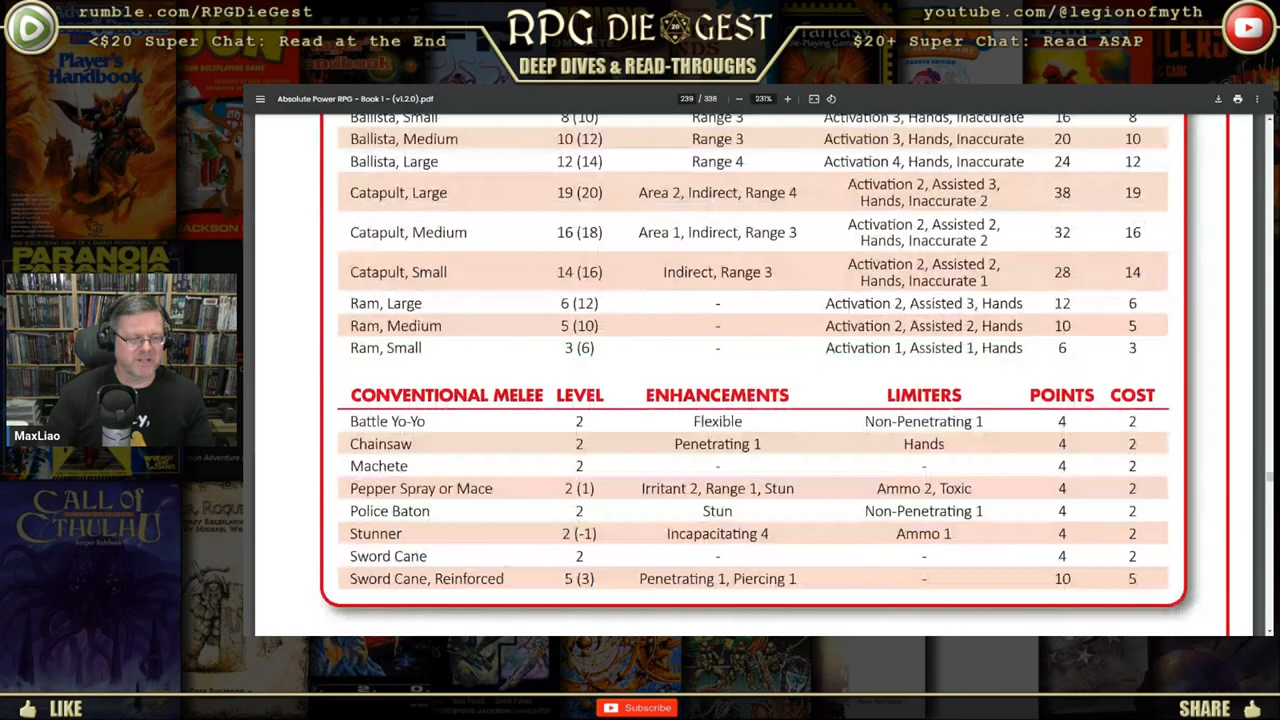 rumble.com/RPGDieGest
<$20 Super Chat: Read at the End
RPG DIE GEST
20
DEEP DIVES & READ-THROUGHS
youtube.com/@legionofmyth
$20+ Super Chat: Read ASAP
Player's
Handbook
Absolute Power RPG - Book 1 - (v1.2.0).pdf
239 / 338
231%
Ballista, Small 8 (10) Range 3 Activation 3, Hands, Inaccurate 16 8
Ballista, Medium 10 (12) Range 3 Activation 3, Hands, Inaccurate 20 10
Ballista, Large 12 (14) Range 4 Activation 4, Hands, Inaccurate 24 12
Catapult, Large 19 (20) Area 2, Indirect, Range 4 Activation 2, Assisted 3, 38 19
Hands, Inaccurate 2
Catapult, Medium 16 (18) Area 1, Indirect, Range 3 Activation 2, Assisted 2, 32 16
Hands, Inaccurate 2
Catapult, Small 14 (16) Indirect, Range 3 Activation 2, Assisted 2, 28 14
Hands, Inaccurate 1
Ram, Large 6 (12) - Activation 2, Assisted 3, Hands 12 6
Ram, Medium 5 (10) - Activation 2, Assisted 2, Hands 10 5
Ram, Small 3 (6) - Activation 1, Assisted 1, Hands 6 3
CONVENTIONAL MELEE LEVEL ENHANCEMENTS LIMITERS POINTS COST
Battle Yo-Yo 2 Flexible Non-Penetrating 1 4 2
Chainsaw 2 Penetrating 1 Hands 4 2
Machete 2 - - 4 2
Pepper Spray or Mace 2 (1) Irritant 2, Range 1, Stun Ammo 2, Toxic 4 2
Police Baton 2 Stun Non-Penetrating 1 4 2
Stunner 2 (-1) Incapacitating 4 Ammo 1 4 2
Sword Cane 2 - - 4 2
Sword Cane, Reinforced 5 (3) Penetrating 1, Piercing 1 - 10 5
PARANOIA
MaxLiao
CALL of
CTHULHU
LIKE
Subscribe
SHARE